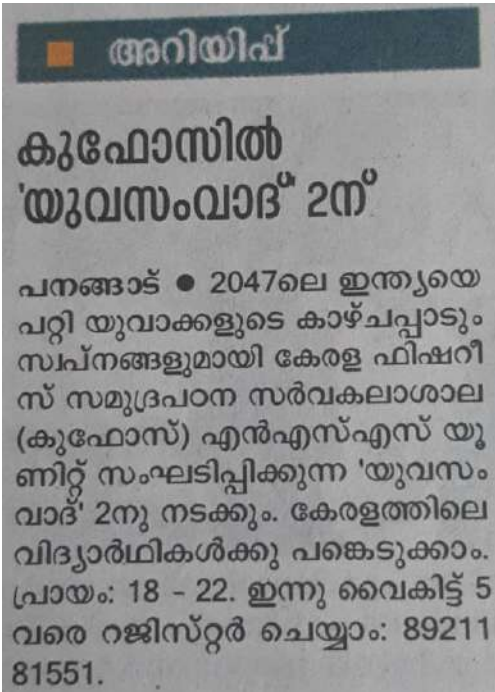 അറിയിപ്പ്
കുഫോസിൽ
'യുവസംവാദ്' 2ന്
പനങ്ങാട് ● 2047ലെ ഇന്ത്യയെ
പറ്റി യുവാക്കളുടെ കാഴ്ചപ്പാടും
സ്വപ്നങ്ങളുമായി കേരള ഫിഷറീ
സ് സമുദ്രപഠന സർവകലാശാല
(കുഫോസ്) എൻഎസ്എസ് യൂ
ണിറ്റ് സംഘടിപ്പിക്കുന്ന 'യുവസം
വാദ്' 2നു നടക്കും. കേരളത്തിലെ
വിദ്യാർഥികൾക്കു പങ്കെടുക്കാം.
പ്രായം: 18 - 22. ഇന്നു വൈകിട്ട് 5
വരെ റജിസ്റ്റർ ചെയ്യാം: 89211
81551.